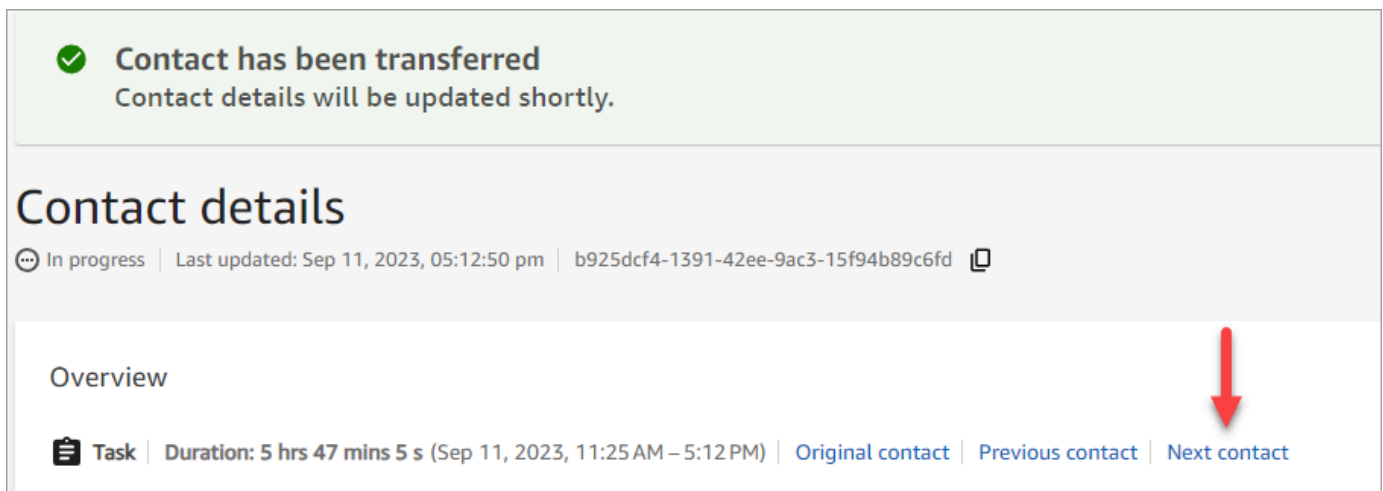 Contact has been transferred
Contact details will be updated shortly.
Contact details
In progress Last updated: Sep 11, 2023, 05:12:50 pm b925dcf4-1391-42ee-9ac3-15f94b89c6fd
Overview
Task Duration: 5 hrs 47 mins 5 s (Sep 11, 2023, 11:25 AM – 5:12 PM) Original contact Previous contact Next contact